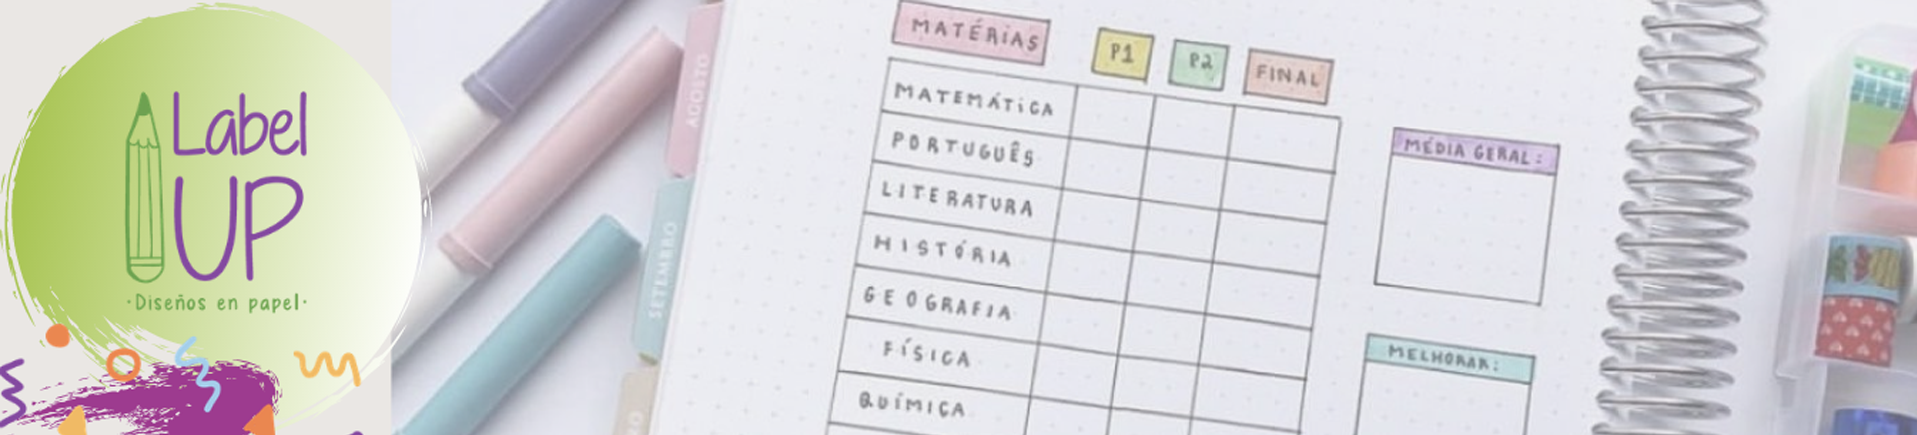 Label
UP
·Diseños en papel·
AGOSTO
SETEMBRO
MATÉRIAS P1 P2 FINAL
MATEMÁTICA
PORTUGUÊS
LITERATURA
HISTÓRIA
GEOGRAFIA
FÍSICA
QUÍMICA
MÉDIA GERAL:
MELHORAR: